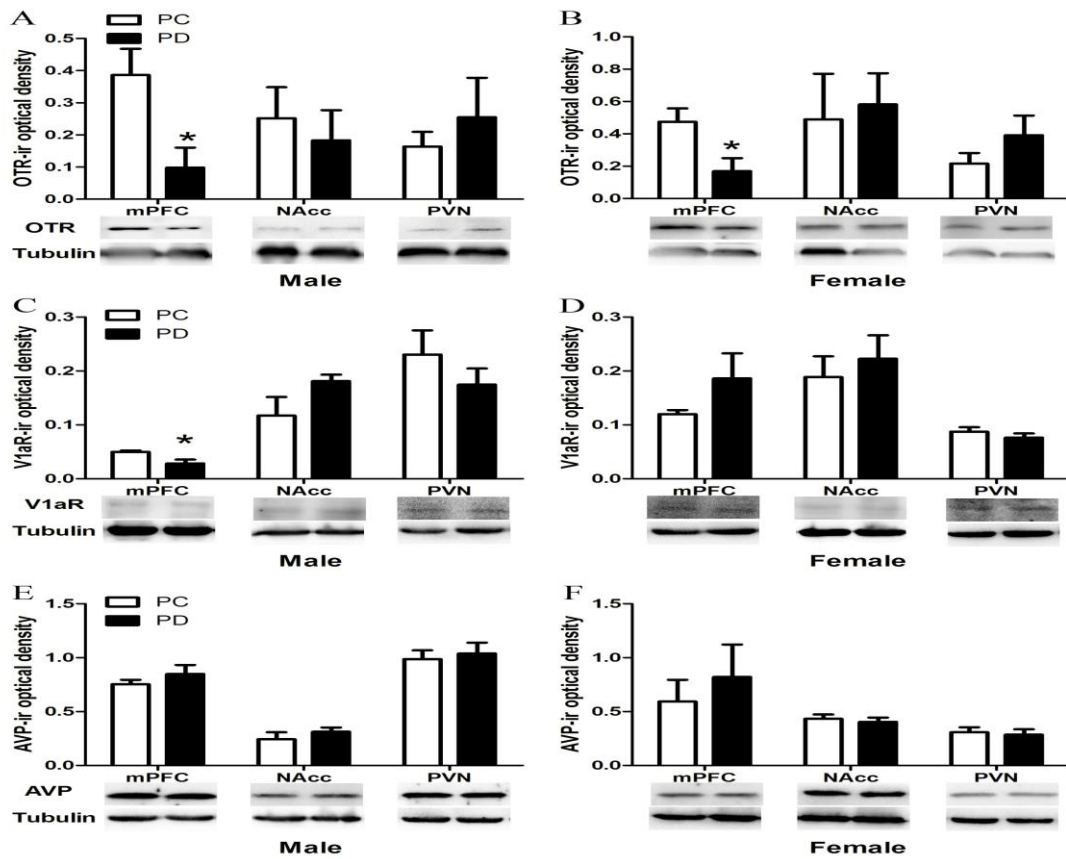 A
PC
PD
OTR-ir optical density
0.5
0.4
0.3
0.2
0.1
0.0
*
mPFC NAcc PVN
OTR
Tubulin
Male
B
OTR-ir optical density
1.0
0.8
0.6
0.4
0.2
0.0
*
mPFC NAcc PVN
Female
C
PC
PD
V1aR-ir optical density
0.3
0.2
0.1
0.0
*
mPFC NAcc PVN
V1aR
Tubulin
Male
D
V1aR-ir optical density
0.3
0.2
0.1
0.0
mPFC NAcc PVN
Female
E
PC
PD
AVP-ir optical density
1.5
1.0
0.5
0.0
mPFC NAcc PVN
AVP
Tubulin
Male
F
AVP-ir optical density
1.5
1.0
0.5
0.0
mPFC NAcc PVN
Female